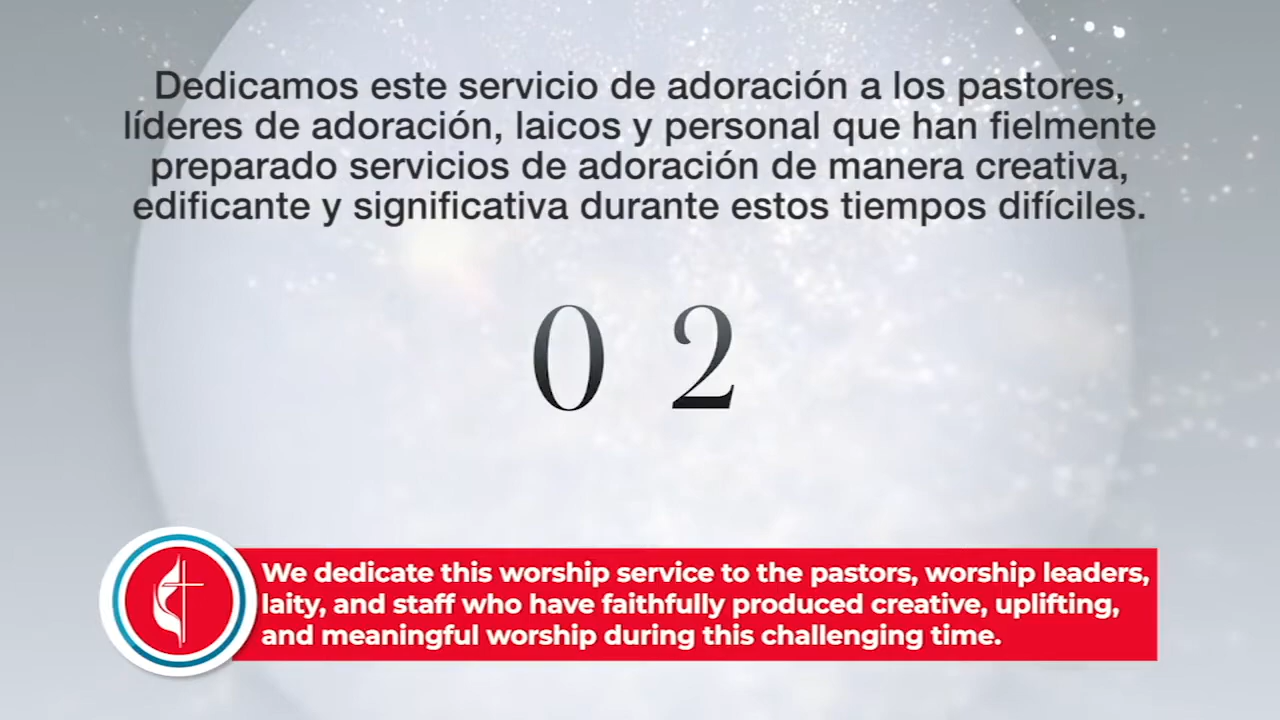 Dedicamos este servicio de adoración a los pastores,
líderes de adoración, laicos y personal que han fielmente
preparado servicios de adoración de manera creativa,
edificante y significativa durante estos tiempos difíciles.
0 2
We dedicate this worship service to the pastors, worship leaders,
laity, and staff who have faithfully produced creative, uplifting,
and meaningful worship during this challenging time.